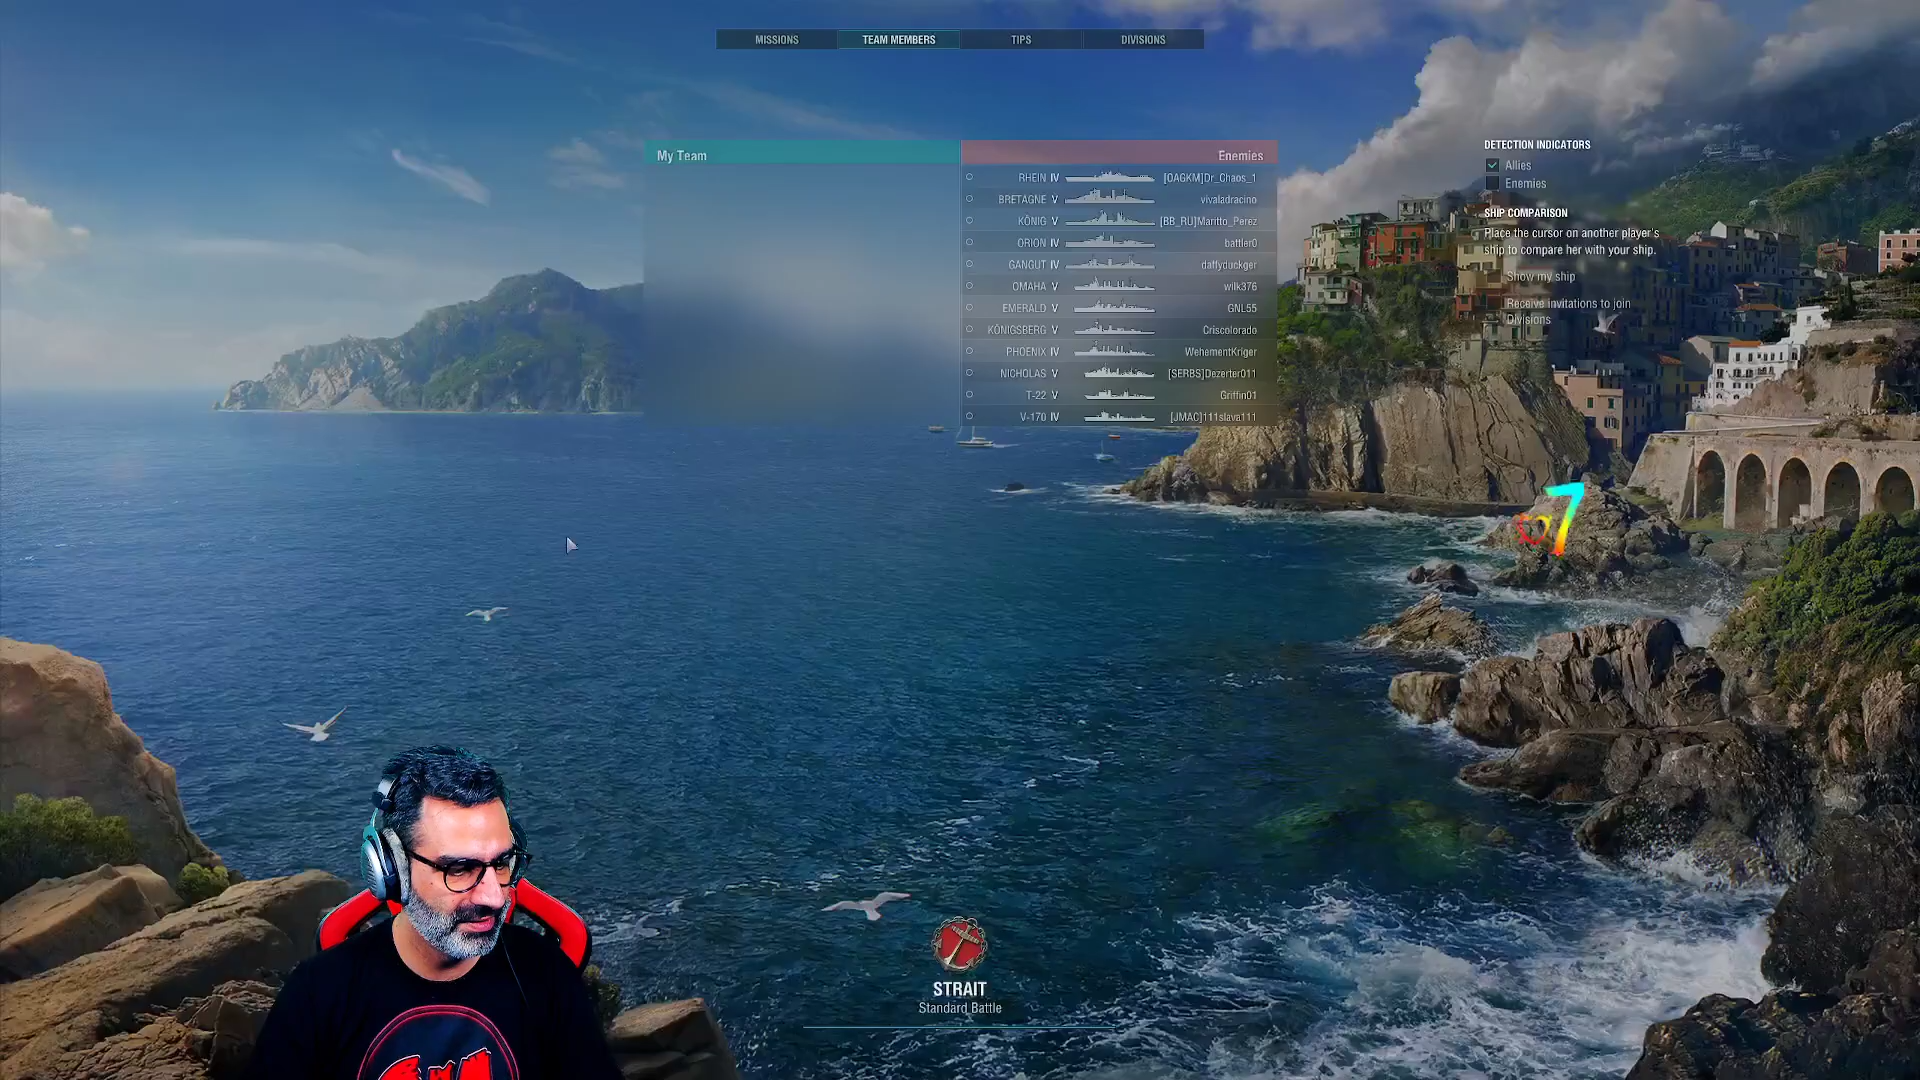 MISSIONS TEAM MEMBERS TIPS DIVISIONS
My Team Enemies
RHEIN IV [OAGKM]Dr_Chaos_1
BRETAGNE V vivaladracino
KÖNIG V [BB_RU]Maritto_Perez
ORION IV battler0
GANGUT IV daffyduckger
OMAHA V wilk376
EMERALD V GNL55
KÖNIGSBERG V Criscolorado
PHOENIX IV WehementKriger
NICHOLAS V [SERBS]Dezerter011
T-22 V Griffin01
V-170 IV [JMAC]111slava111
DETECTION INDICATORS
Allies
Enemies
SHIP COMPARISON
Place the cursor on another player's
ship to compare her with your ship.
Show my ship
Receive invitations to join
Divisions
o7
STRAIT
Standard Battle